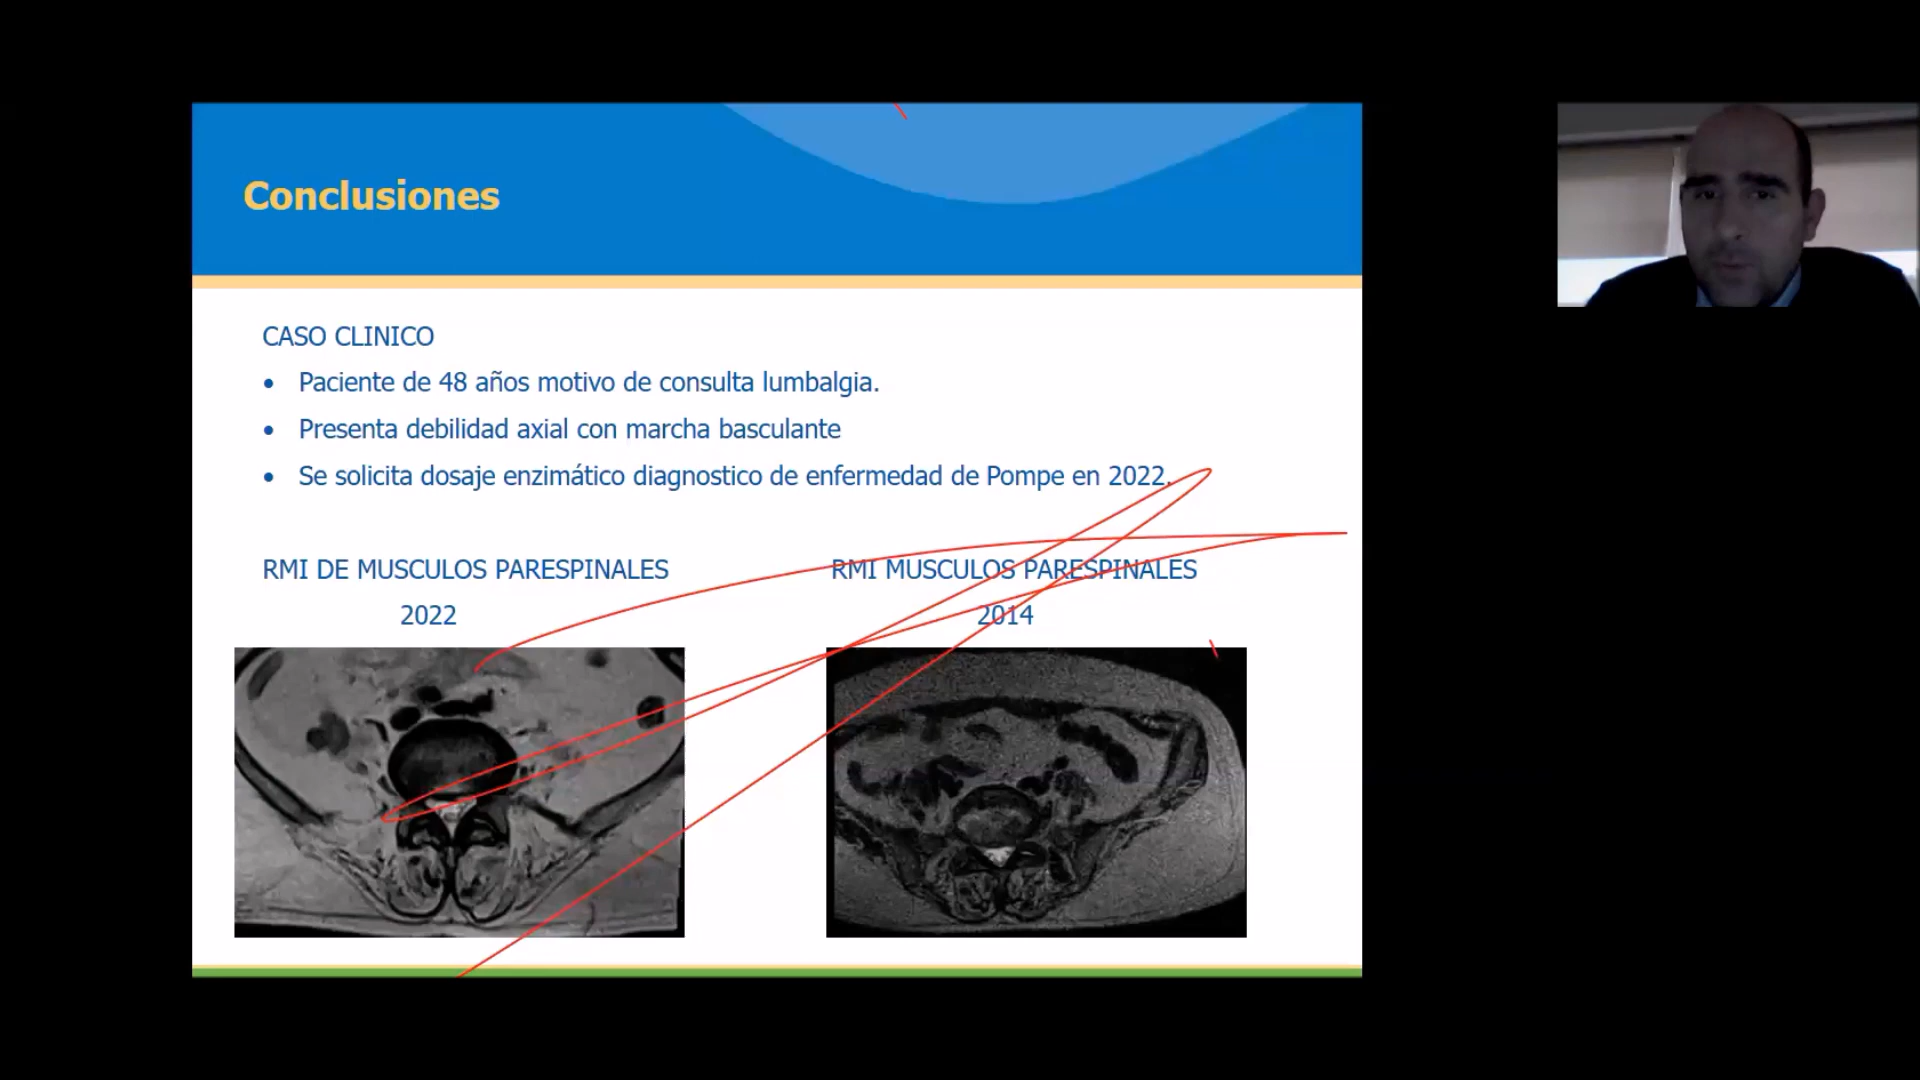 Conclusiones
CASO CLINICO
• Paciente de 48 años motivo de consulta lumbalgia.
• Presenta debilidad axial con marcha basculante
• Se solicita dosaje enzimático diagnostico de enfermedad de Pompe en 2022.
RMI DE MUSCULOS PARESPINALES
2022
RMI MUSCULOS PARESPINALES
2014